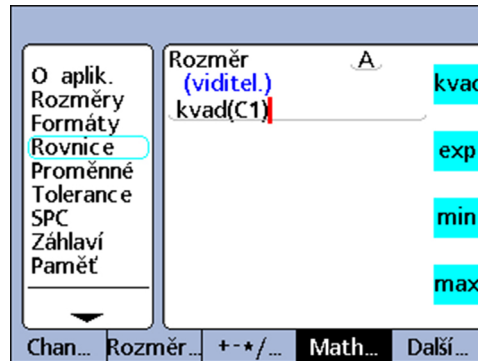 O aplik.
Rozměry
Formáty
Rovnice
Proměnné
Tolerance
SPC
Záhlaví
Paměť
Rozměr A
(viditel.)
kvad(C1)
kvad
exp
min
max
Chan... Rozměr... +-*/... Math... Další...